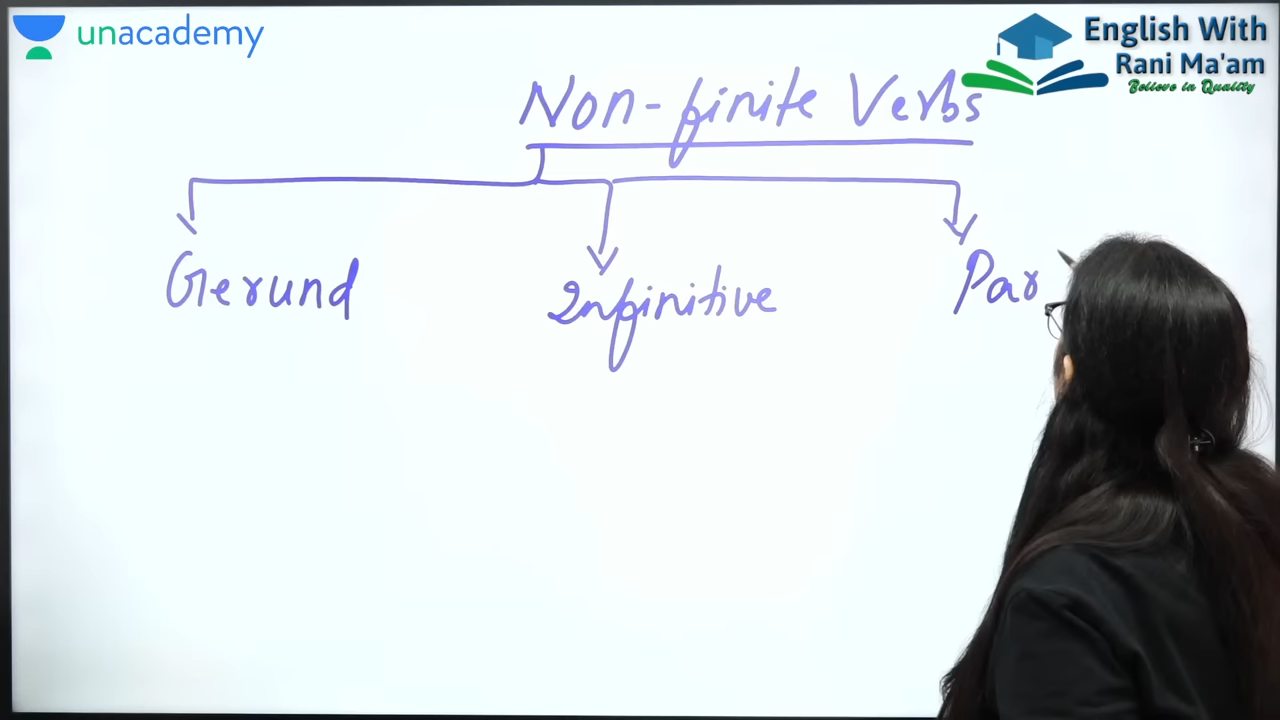 unacademy
English With
Rani Ma'am
Believe in Quality
Non-finite Verbs
Gerund Infinitive Par